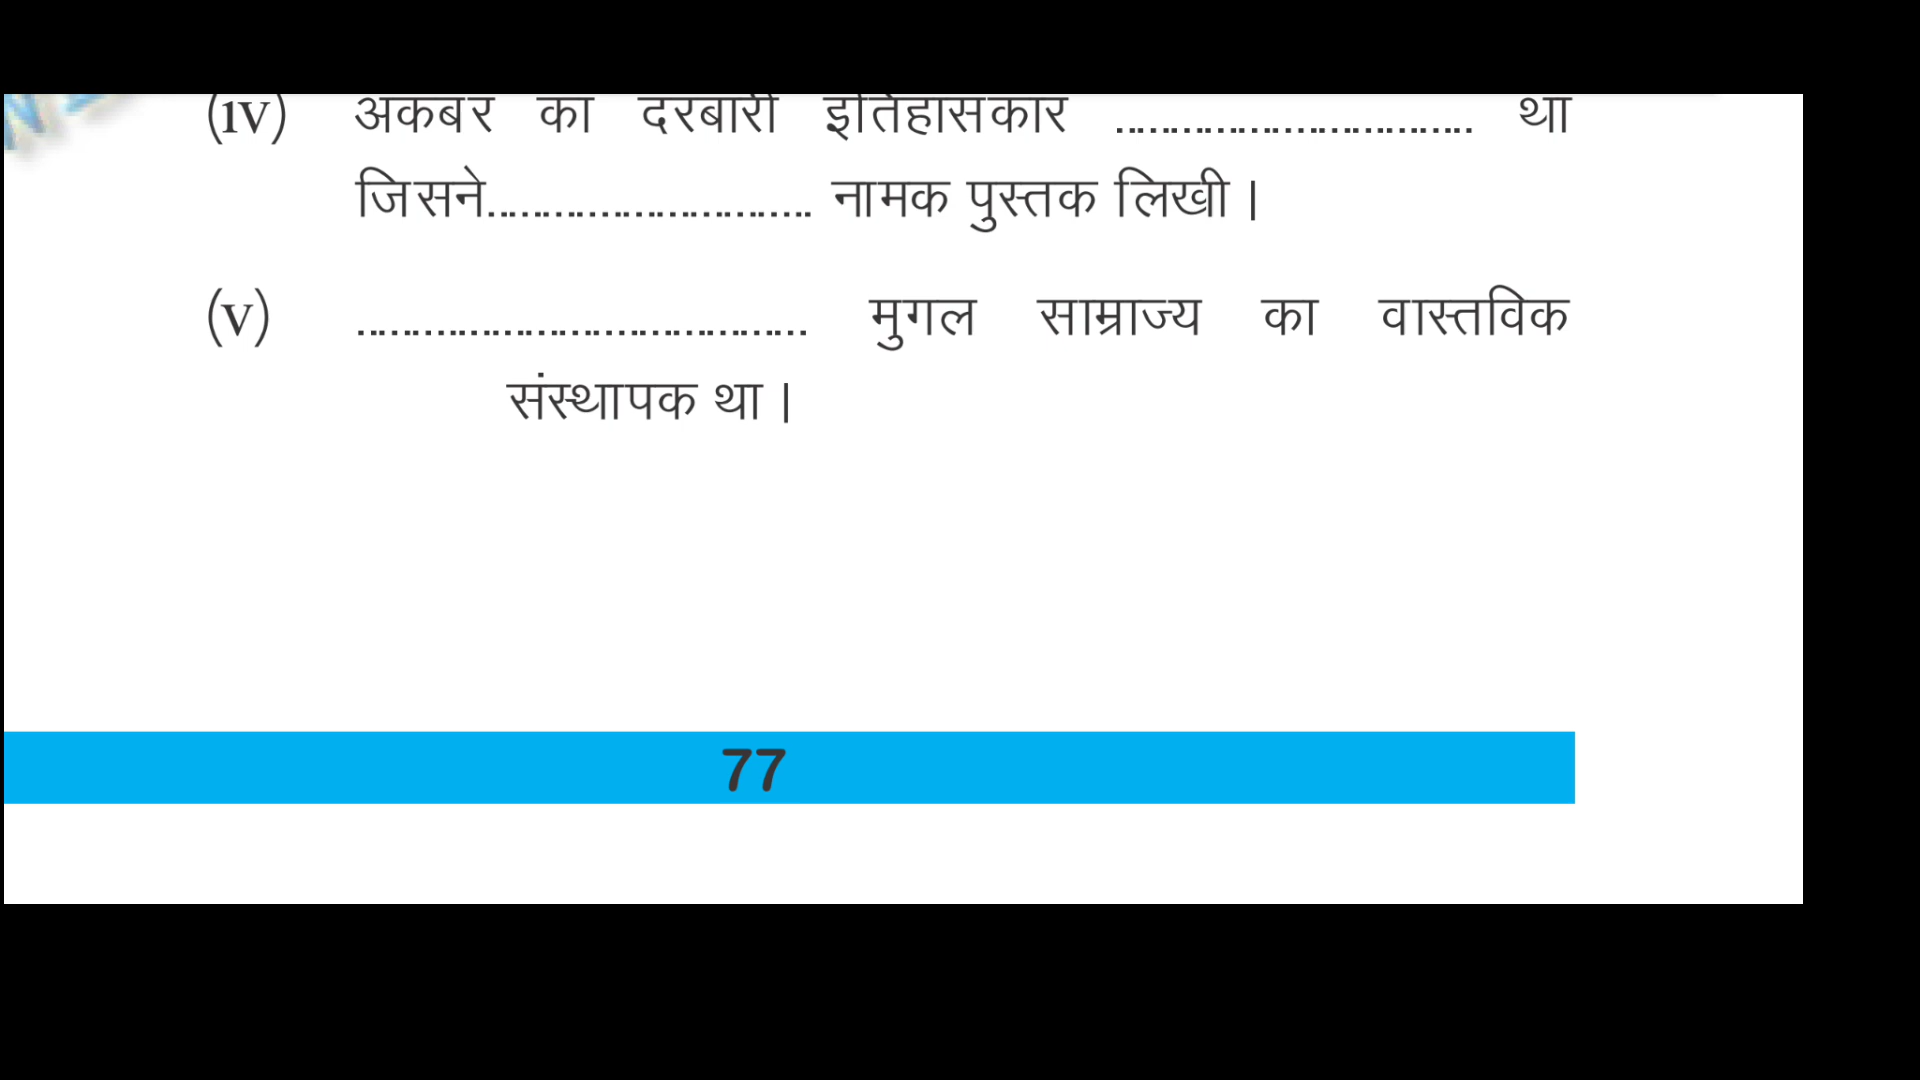 (iv) अकबर का दरबारी इतिहासकार ................................ था
जिसने............................. नामक पुस्तक लिखी।
(v) ........................................ मुगल साम्राज्य का वास्तविक
संस्थापक था।
77